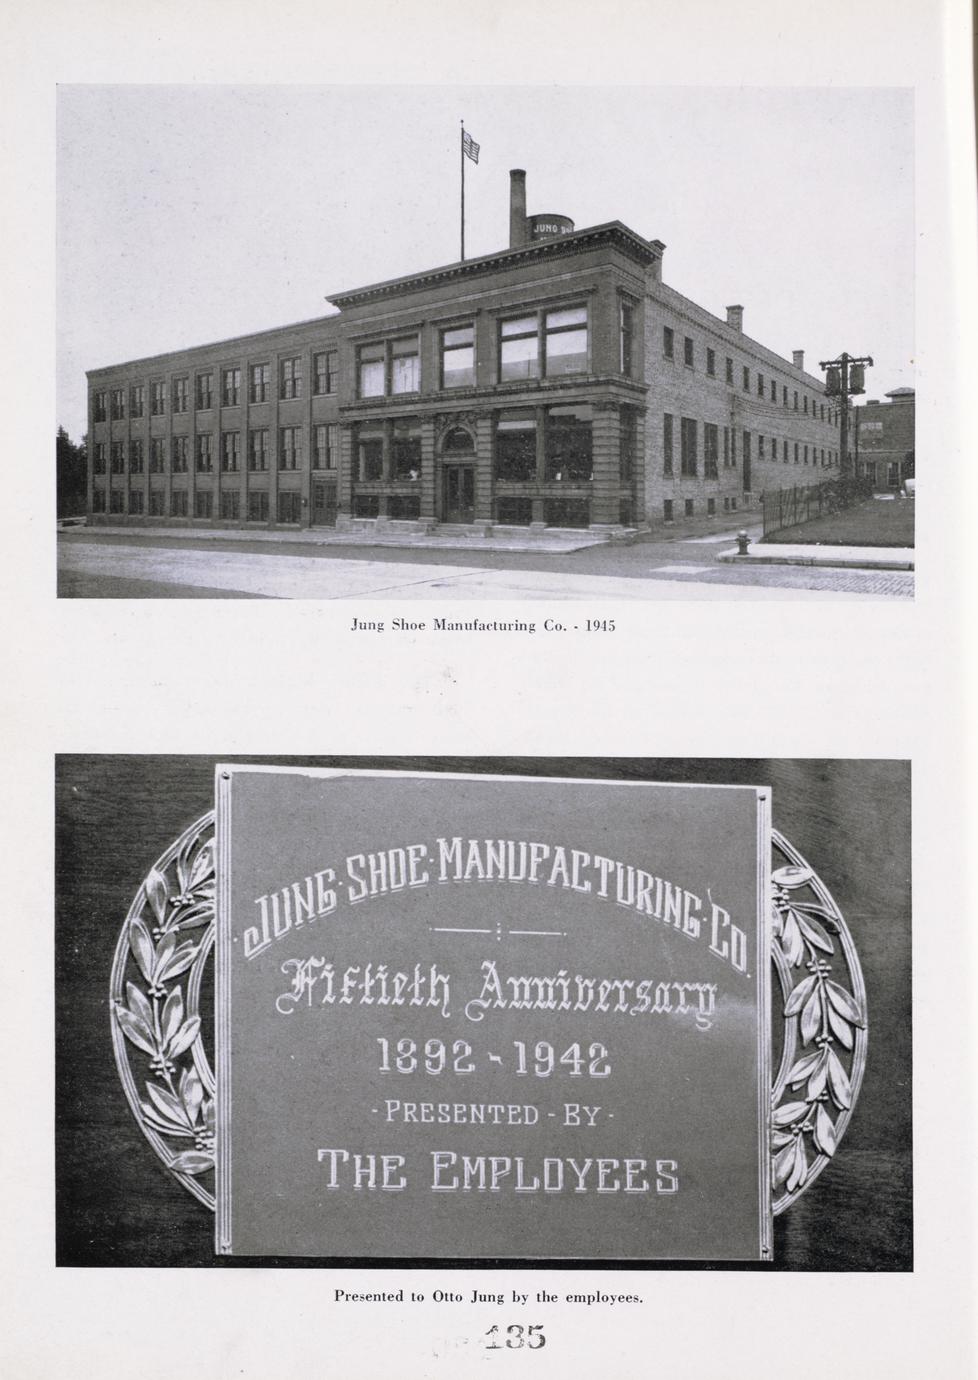 JUNG
Jung Shoe Manufacturing Co. - 1945
JUNG · SHOE · MANUFACTURING · CO.
Fiftieth Anniversary
1892 - 1942
- PRESENTED - BY -
THE EMPLOYEES
Presented to Otto Jung by the employees.
135